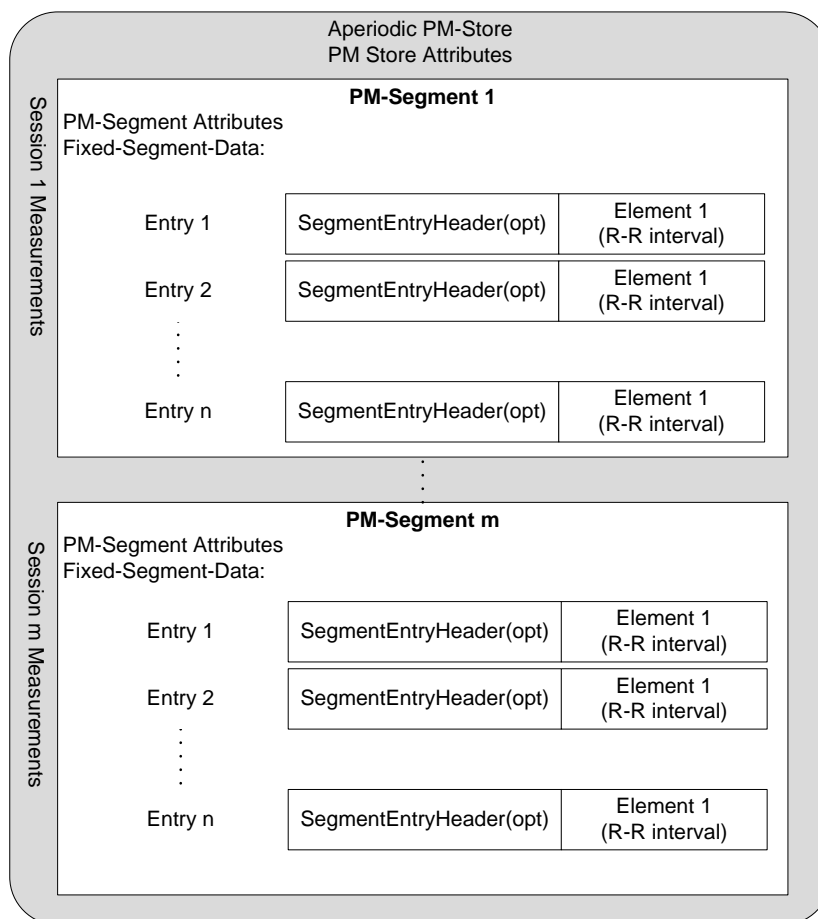 Aperiodic PM-Store
PM Store Attributes
Session 1 Measurements
PM-Segment 1
PM-Segment Attributes
Fixed-Segment-Data:
Entry 1
SegmentEntryHeader(opt)
Element 1
(R-R interval)
Entry 2
SegmentEntryHeader(opt)
Element 1
(R-R interval)
Entry n
SegmentEntryHeader(opt)
Element 1
(R-R interval)
Session m Measurements
PM-Segment m
PM-Segment Attributes
Fixed-Segment-Data:
Entry 1
SegmentEntryHeader(opt)
Element 1
(R-R interval)
Entry 2
SegmentEntryHeader(opt)
Element 1
(R-R interval)
Entry n
SegmentEntryHeader(opt)
Element 1
(R-R interval)